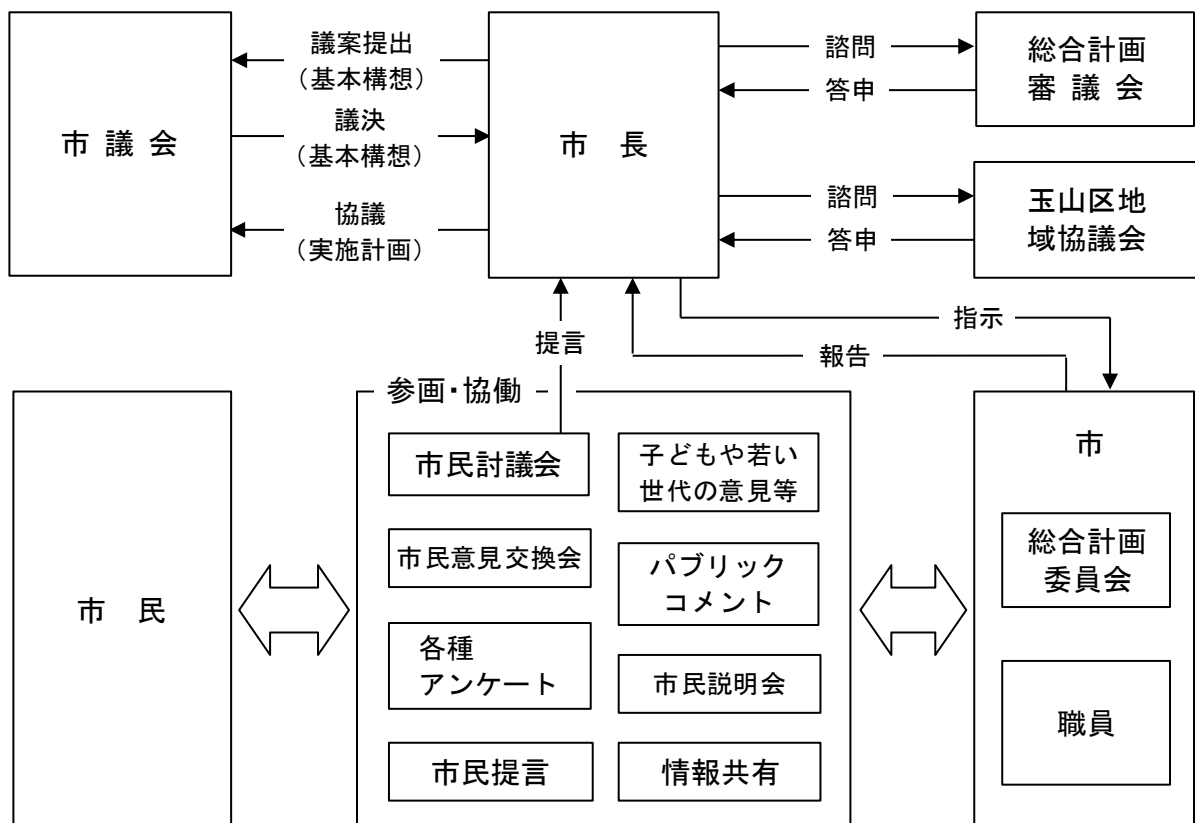 議案提出
（基本構想）
議決
（基本構想）
協議
（実施計画）
市議会
市長
諮問
答申
総合計画
審議会
諮問
答申
玉山区地
域協議会
提言
指示
報告
市民
参画・協働
市民討議会
子どもや若い
世代の意見等
市民意見交換会
パブリック
コメント
各種
アンケート
市民説明会
市民提言
情報共有
市
総合計画
委員会
職員